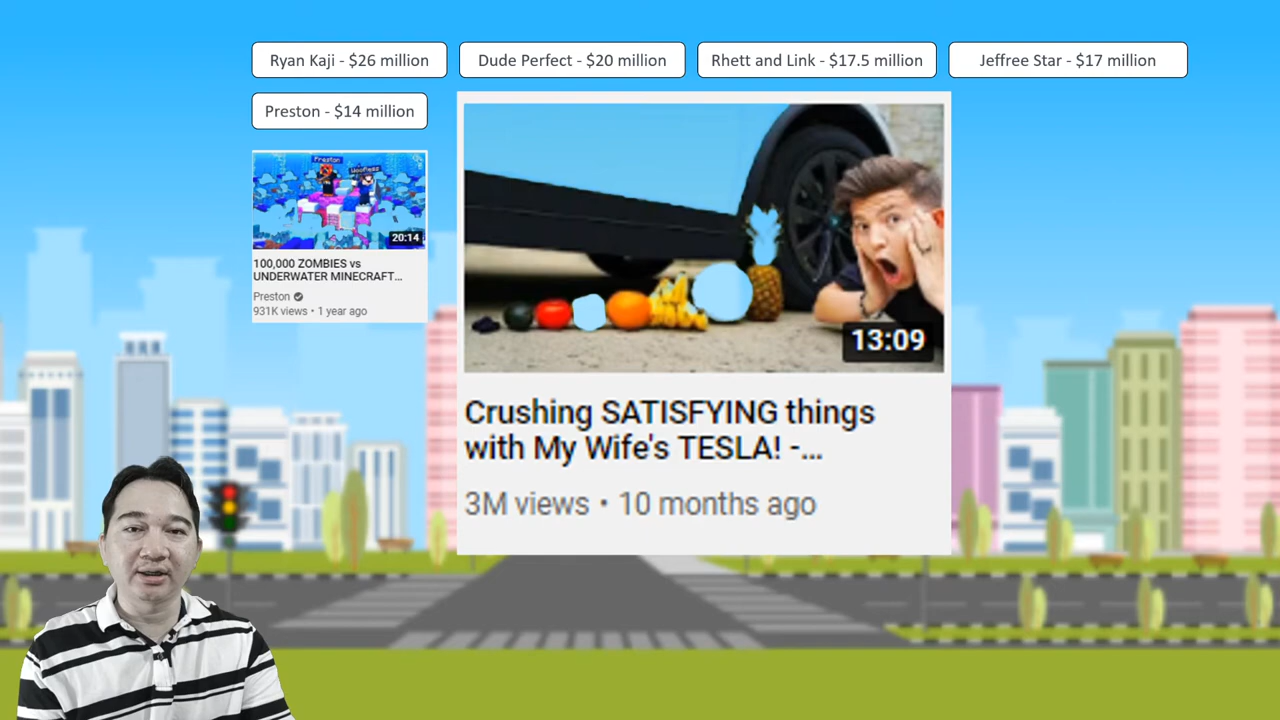 Ryan Kaji - $26 million
Dude Perfect - $20 million
Rhett and Link - $17.5 million
Jeffree Star - $17 million
Preston - $14 million
Preston
Woofless
20:14
100,000 ZOMBIES vs
UNDERWATER MINECRAFT...
Preston
931K views • 1 year ago
13:09
Crushing SATISFYING things
with My Wife's TESLA! -...
3M views • 10 months ago